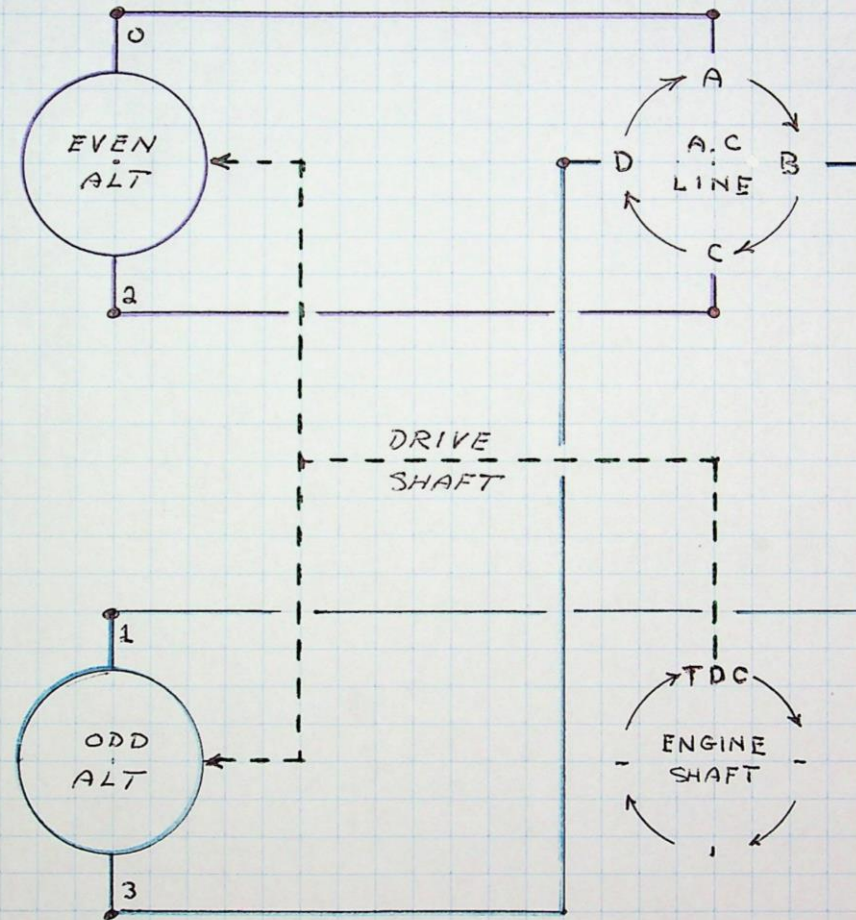 0
EVEN
ALT
2
A
A.C
LINE
B
C
D
DRIVE
SHAFT
1
ODD
ALT
3
TDC
ENGINE
SHAFT